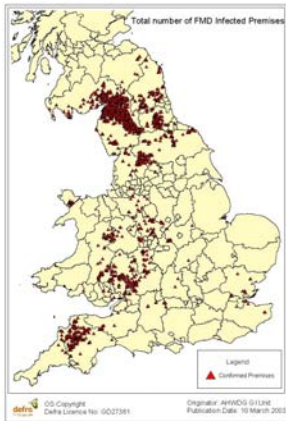 Total number of FMD Infected Premises
Legend
Confirmed Premises
defra
OS Copyright
Defra Licence No: GD27361
Originator: AHWDG GI Unit
Publication Date: 10 March 2003